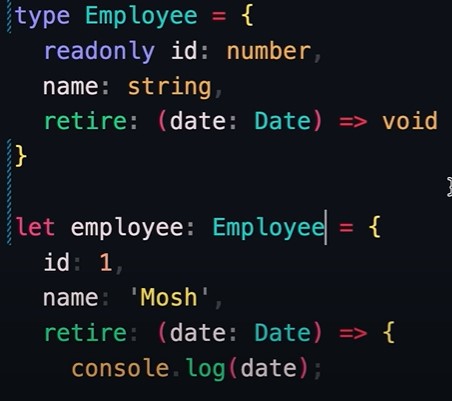 type Employee = {
  readonly id: number,
  name: string,
  retire: (date: Date) => void
}
let employee: Employee = {
  id: 1,
  name: 'Mosh',
  retire: (date: Date) => {
    console.log(date);